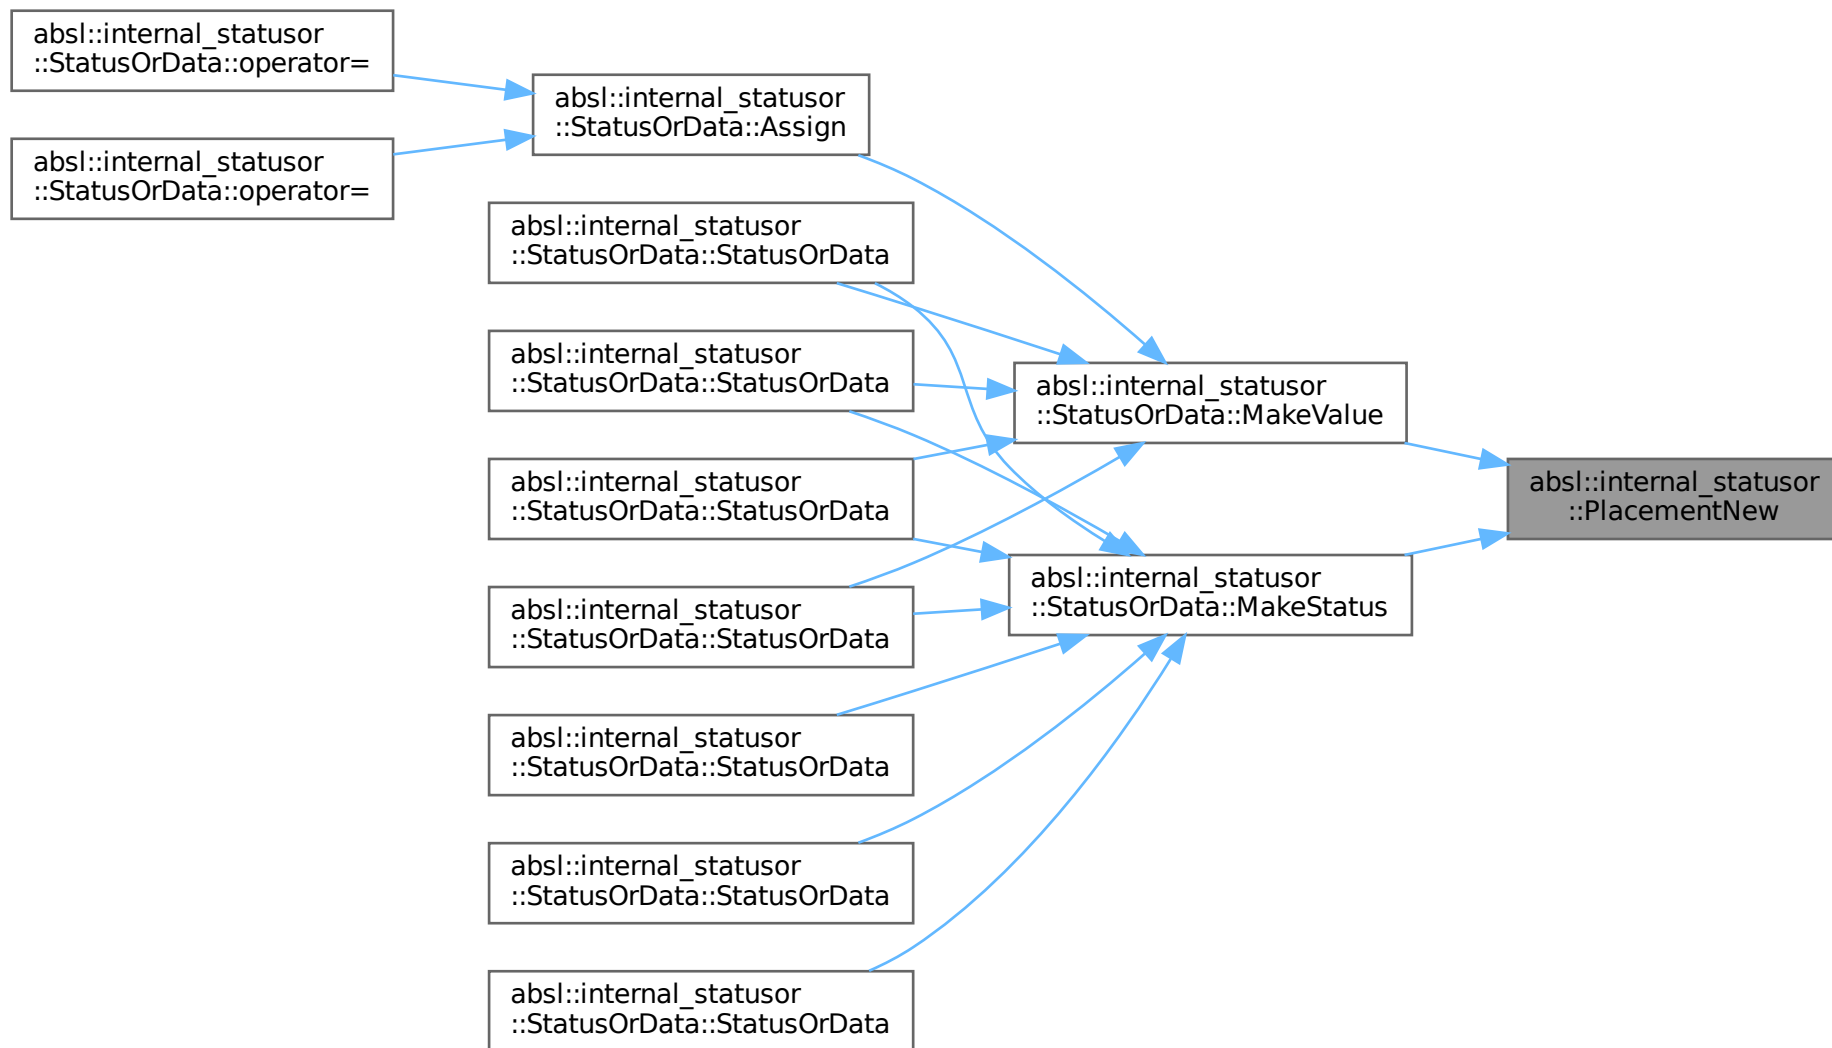 absl::internal_statusor
::StatusOrData::operator=
absl::internal_statusor
::StatusOrData::operator=
absl::internal_statusor
::StatusOrData::Assign
absl::internal_statusor
::StatusOrData::StatusOrData
absl::internal_statusor
::StatusOrData::StatusOrData
absl::internal_statusor
::StatusOrData::StatusOrData
absl::internal_statusor
::StatusOrData::StatusOrData
absl::internal_statusor
::StatusOrData::StatusOrData
absl::internal_statusor
::StatusOrData::StatusOrData
absl::internal_statusor
::StatusOrData::StatusOrData
absl::internal_statusor
::StatusOrData::MakeValue
absl::internal_statusor
::StatusOrData::MakeStatus
absl::internal_statusor
::PlacementNew